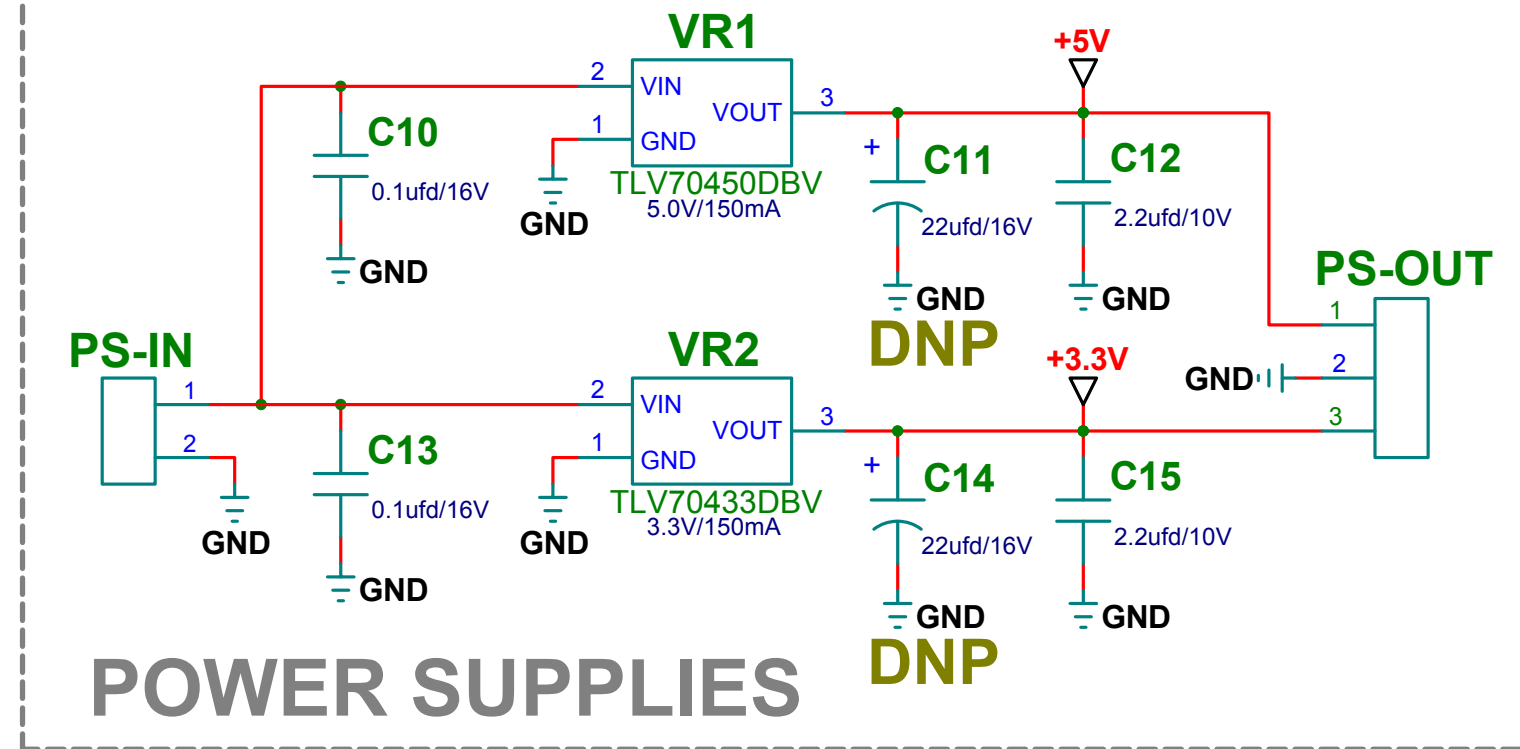 VR1
+5V
2
VIN
VOUT
3
1
GND
TLV70450DBV
5.0V/150mA
GND
C10
0.1ufd/16V
GND
+
C11
22ufd/16V
GND
DNP
C12
2.2ufd/10V
GND
PS-OUT
1
GND
2
3
PS-IN
1
2
GND
VR2
+3.3V
2
VIN
VOUT
3
1
GND
TLV70433DBV
3.3V/150mA
GND
C13
0.1ufd/16V
GND
+
C14
22ufd/16V
GND
DNP
C15
2.2ufd/10V
GND
POWER SUPPLIES